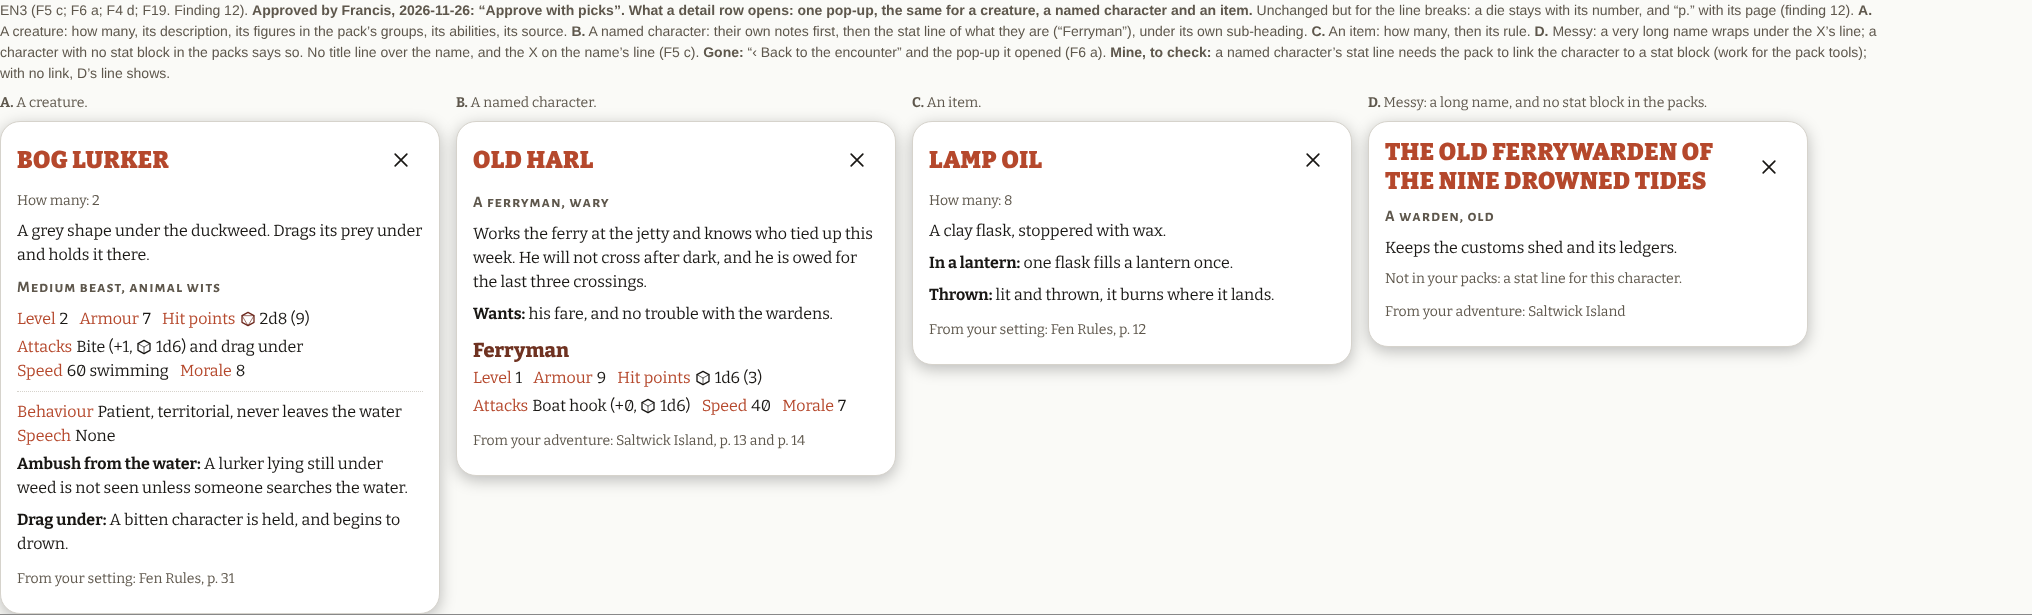 EN3 (F5 c; F6 a; F4 d; F19. Finding 12). Approved by Francis, 2026-11-26: “Approve with picks”. What a detail row opens: one pop-up, the same for a creature, a named character and an item. Unchanged but for the line breaks: a die stays with its number, and “p.” with its page (finding 12). A.
A creature: how many, its description, its figures in the pack’s groups, its abilities, its source. B. A named character: their own notes first, then the stat line of what they are (“Ferryman”), under its own sub-heading. C. An item: how many, then its rule. D. Messy: a very long name wraps under the X’s line; a
character with no stat block in the packs says so. No title line over the name, and the X on the name’s line (F5 c). Gone: “‹ Back to the encounter” and the pop-up it opened (F6 a). Mine, to check: a named character’s stat line needs the pack to link the character to a stat block (work for the pack tools);
with no link, D’s line shows.
A. A creature.
BOG LURKER
How many: 2
A grey shape under the duckweed. Drags its prey under
and holds it there.
MEDIUM BEAST, ANIMAL WITS
Level 2 Armour 7 Hit points 2d8 (9)
Attacks Bite (+1, 1d6) and drag under
Speed 60 swimming Morale 8
Behaviour Patient, territorial, never leaves the water
Speech None
Ambush from the water: A lurker lying still under
weed is not seen unless someone searches the water.
Drag under: A bitten character is held, and begins to
drown.
From your setting: Fen Rules, p. 31
B. A named character.
OLD HARL
A FERRYMAN, WARY
Works the ferry at the jetty and knows who tied up this
week. He will not cross after dark, and he is owed for
the last three crossings.
Wants: his fare, and no trouble with the wardens.
Ferryman
Level 1 Armour 9 Hit points 1d6 (3)
Attacks Boat hook (+0, 1d6) Speed 40 Morale 7
From your adventure: Saltwick Island, p. 13 and p. 14
C. An item.
LAMP OIL
How many: 8
A clay flask, stoppered with wax.
In a lantern: one flask fills a lantern once.
Thrown: lit and thrown, it burns where it lands.
From your setting: Fen Rules, p. 12
D. Messy: a long name, and no stat block in the packs.
THE OLD FERRYWARDEN OF
THE NINE DROWNED TIDES
A WARDEN, OLD
Keeps the customs shed and its ledgers.
Not in your packs: a stat line for this character.
From your adventure: Saltwick Island